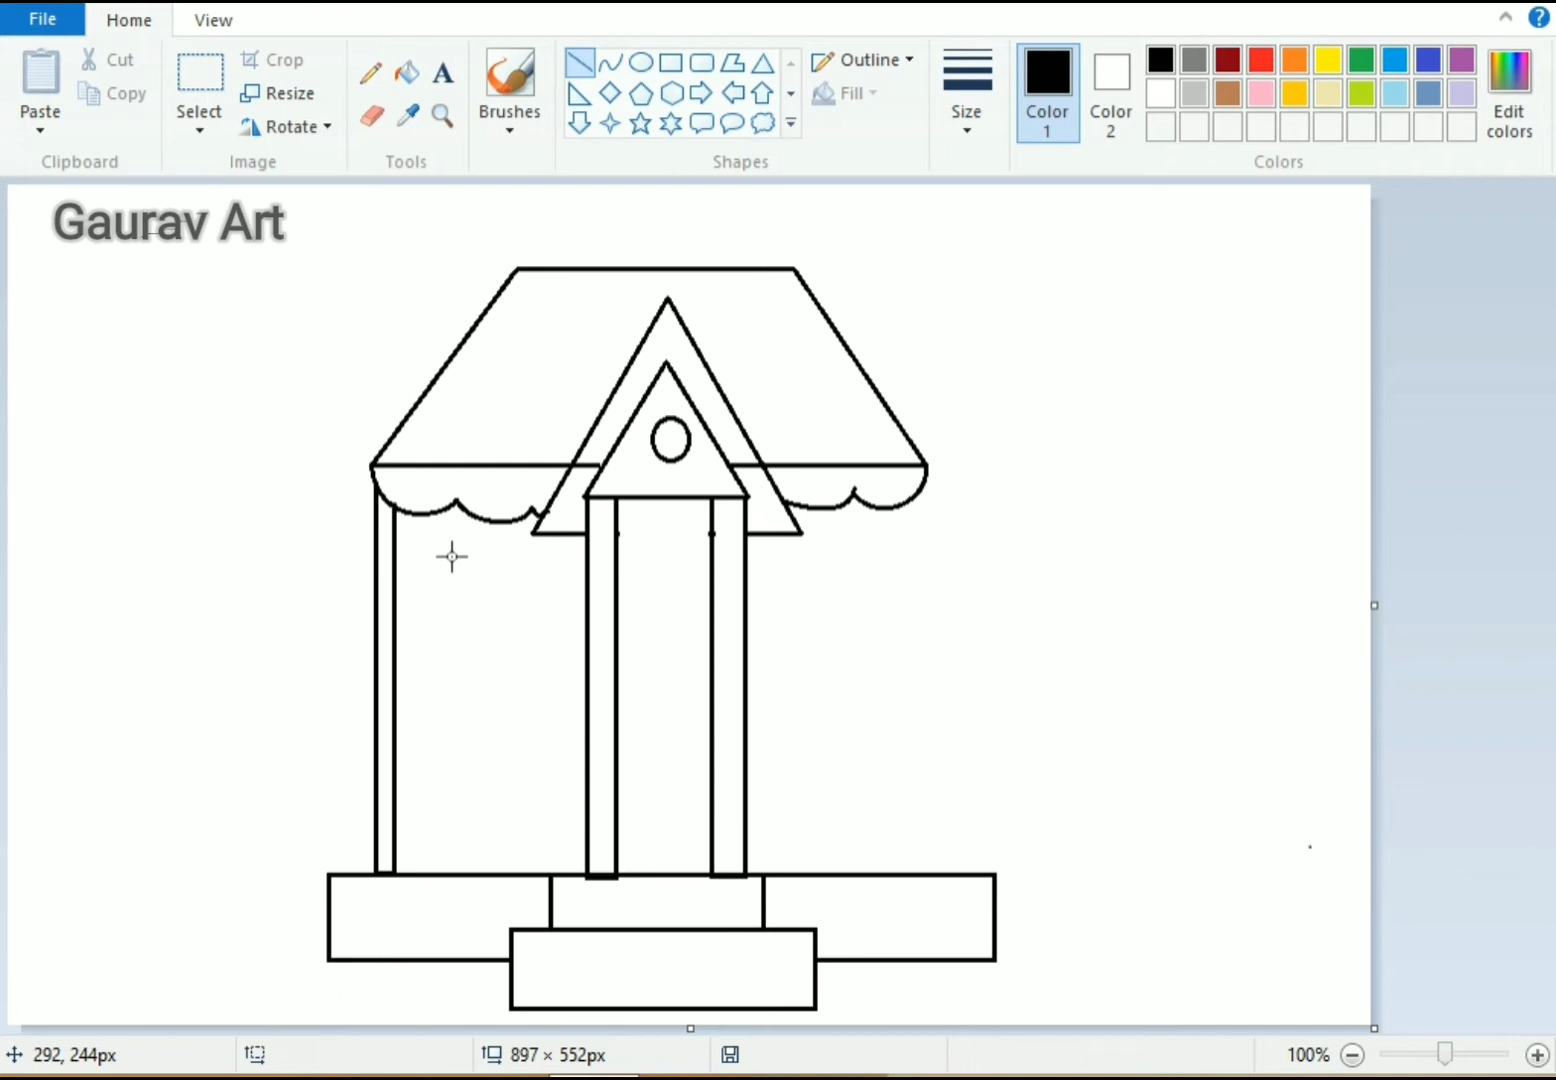 File Home View
Paste
Cut
Copy
Clipboard
Select
Crop
Resize
Rotate
Image
A
Tools
Brushes
Shapes
Outline
Fill
Size
Color
1
Color
2
Edit
colors
Colors
?
Gaurav Art
292, 244px
897 × 552px
100%